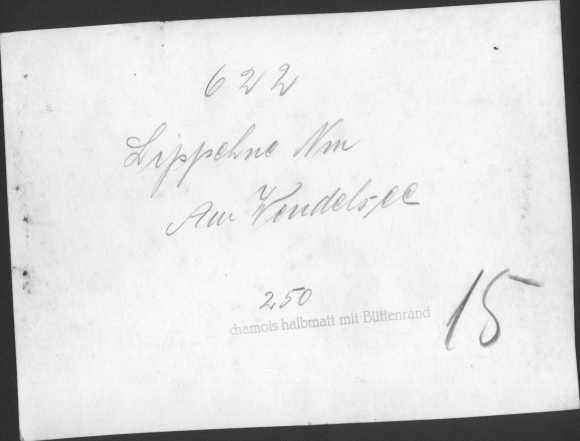 622
Lippehne Nm
Am Wendelsee
250
chamois halbmatt mit Büttenrand
15